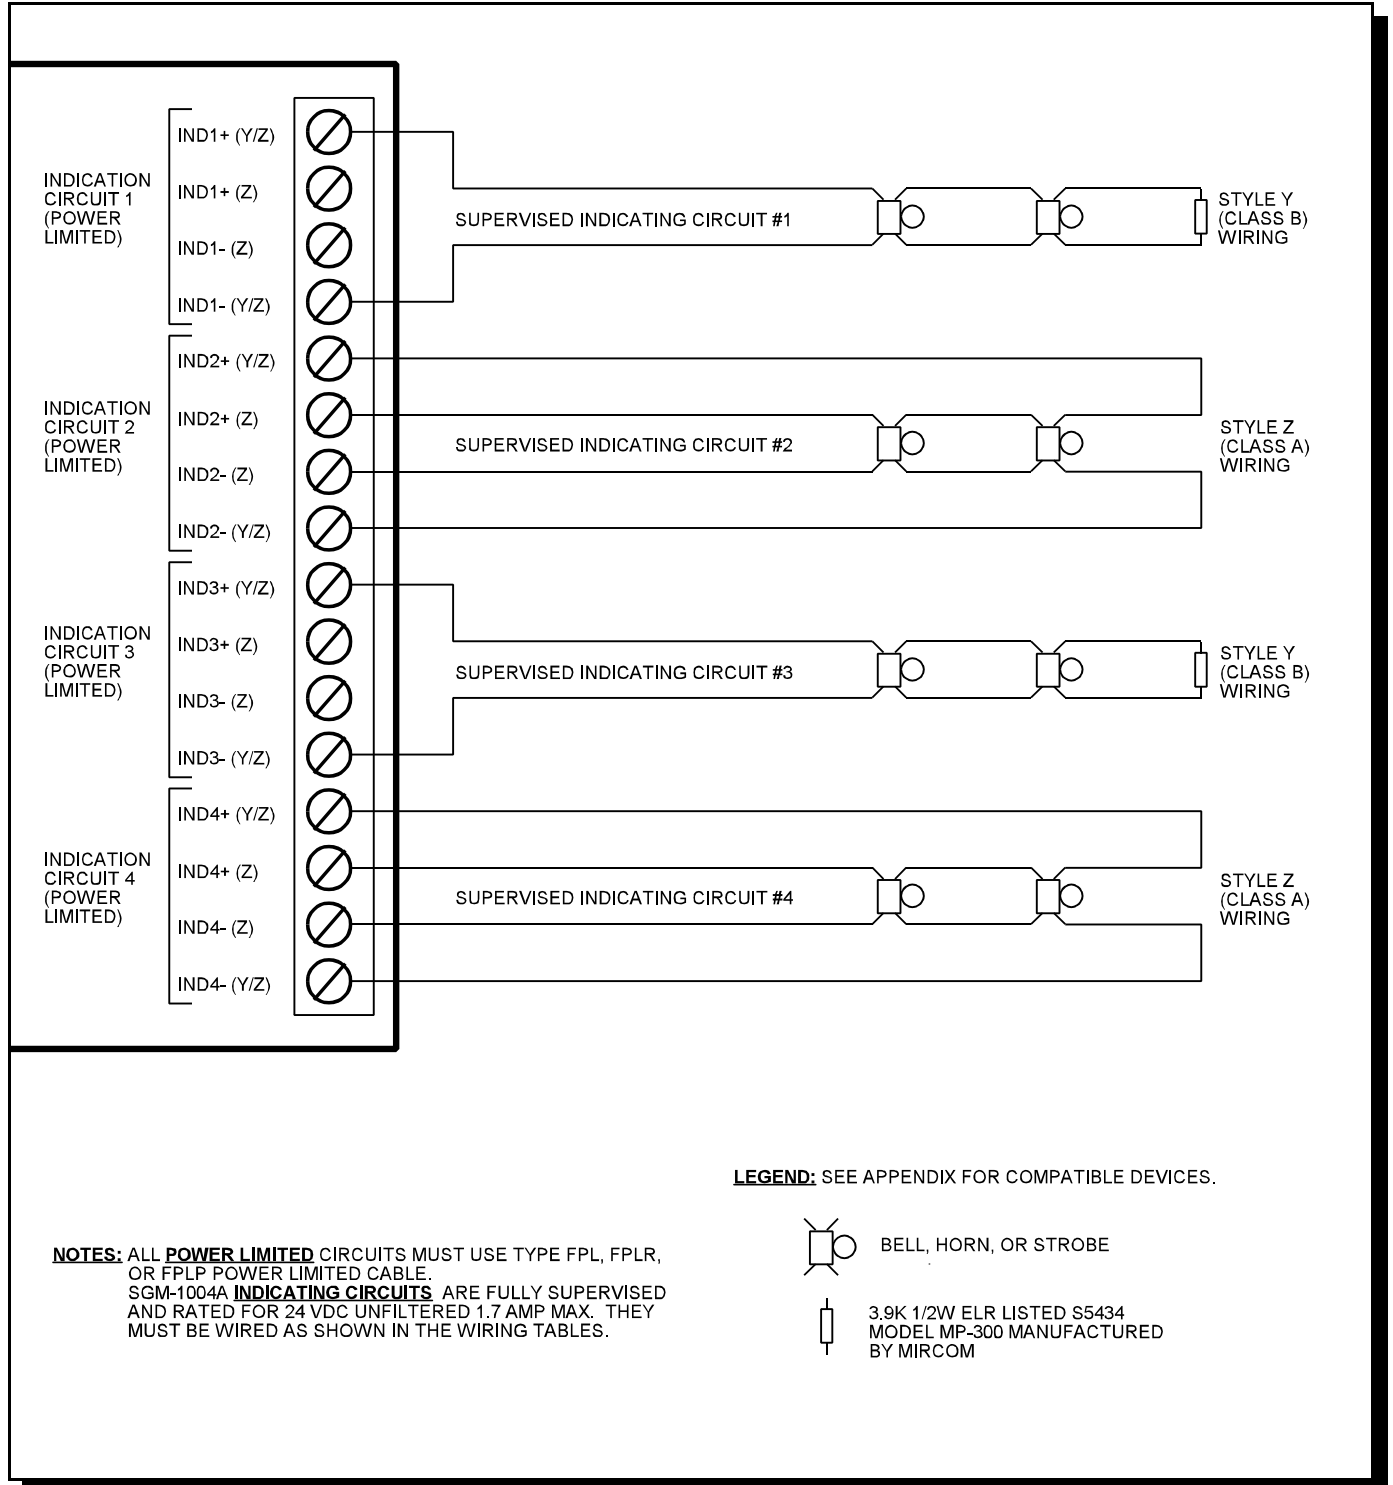 INDICATION
CIRCUIT 1
(POWER
LIMITED)
IND1+ (Y/Z)
IND1+ (Z)
IND1- (Z)
IND1- (Y/Z)
SUPERVISED INDICATING CIRCUIT #1
STYLE Y
(CLASS B)
WIRING
INDICATION
CIRCUIT 2
(POWER
LIMITED)
IND2+ (Y/Z)
IND2+ (Z)
IND2- (Z)
IND2- (Y/Z)
SUPERVISED INDICATING CIRCUIT #2
STYLE Z
(CLASS A)
WIRING
INDICATION
CIRCUIT 3
(POWER
LIMITED)
IND3+ (Y/Z)
IND3+ (Z)
IND3- (Z)
IND3- (Y/Z)
SUPERVISED INDICATING CIRCUIT #3
STYLE Y
(CLASS B)
WIRING
INDICATION
CIRCUIT 4
(POWER
LIMITED)
IND4+ (Y/Z)
IND4+ (Z)
IND4- (Z)
IND4- (Y/Z)
SUPERVISED INDICATING CIRCUIT #4
STYLE Z
(CLASS A)
WIRING
NOTES: ALL POWER LIMITED CIRCUITS MUST USE TYPE FPL, FPLR,
OR FPLP POWER LIMITED CABLE.
SGM-1004A INDICATING CIRCUITS ARE FULLY SUPERVISED
AND RATED FOR 24 VDC UNFILTERED 1.7 AMP MAX. THEY
MUST BE WIRED AS SHOWN IN THE WIRING TABLES.
LEGEND: SEE APPENDIX FOR COMPATIBLE DEVICES.
BELL, HORN, OR STROBE
3.9K 1/2W ELR LISTED S5434
MODEL MP-300 MANUFACTURED
BY MIRCOM